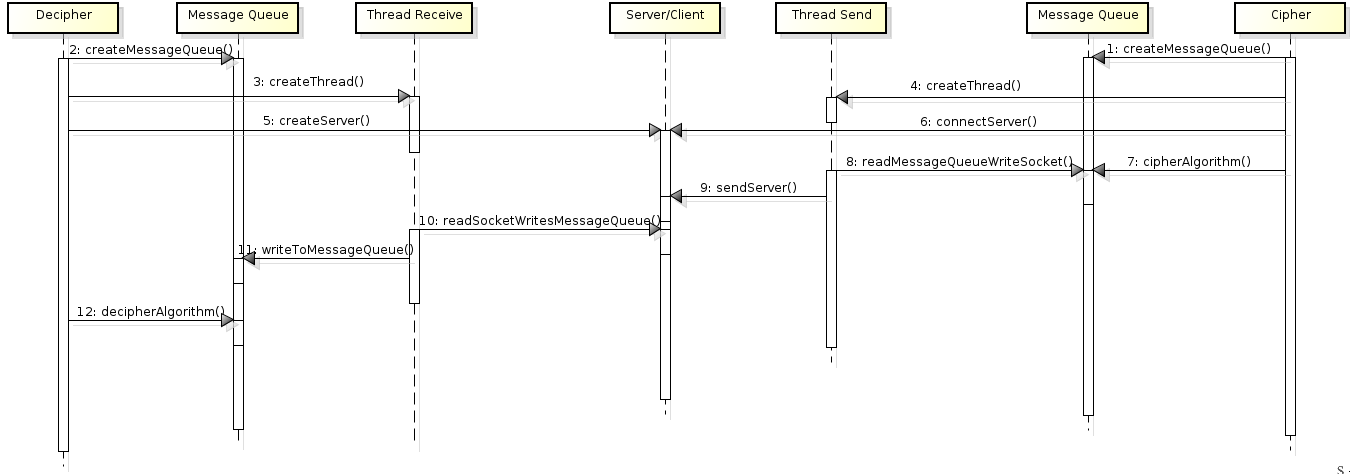 Decipher
Message Queue
Thread Receive
Server/Client
Thread Send
Message Queue
Cipher
2: createMessageQueue()
1: createMessageQueue()
3: createThread()
4: createThread()
5: createServer()
6: connectServer()
8: readMessageQueueWriteSocket()
7: cipherAlgorithm()
9: sendServer()
10: readSocketWritesMessageQueue()
11: writeToMessageQueue()
12: decipherAlgorithm()